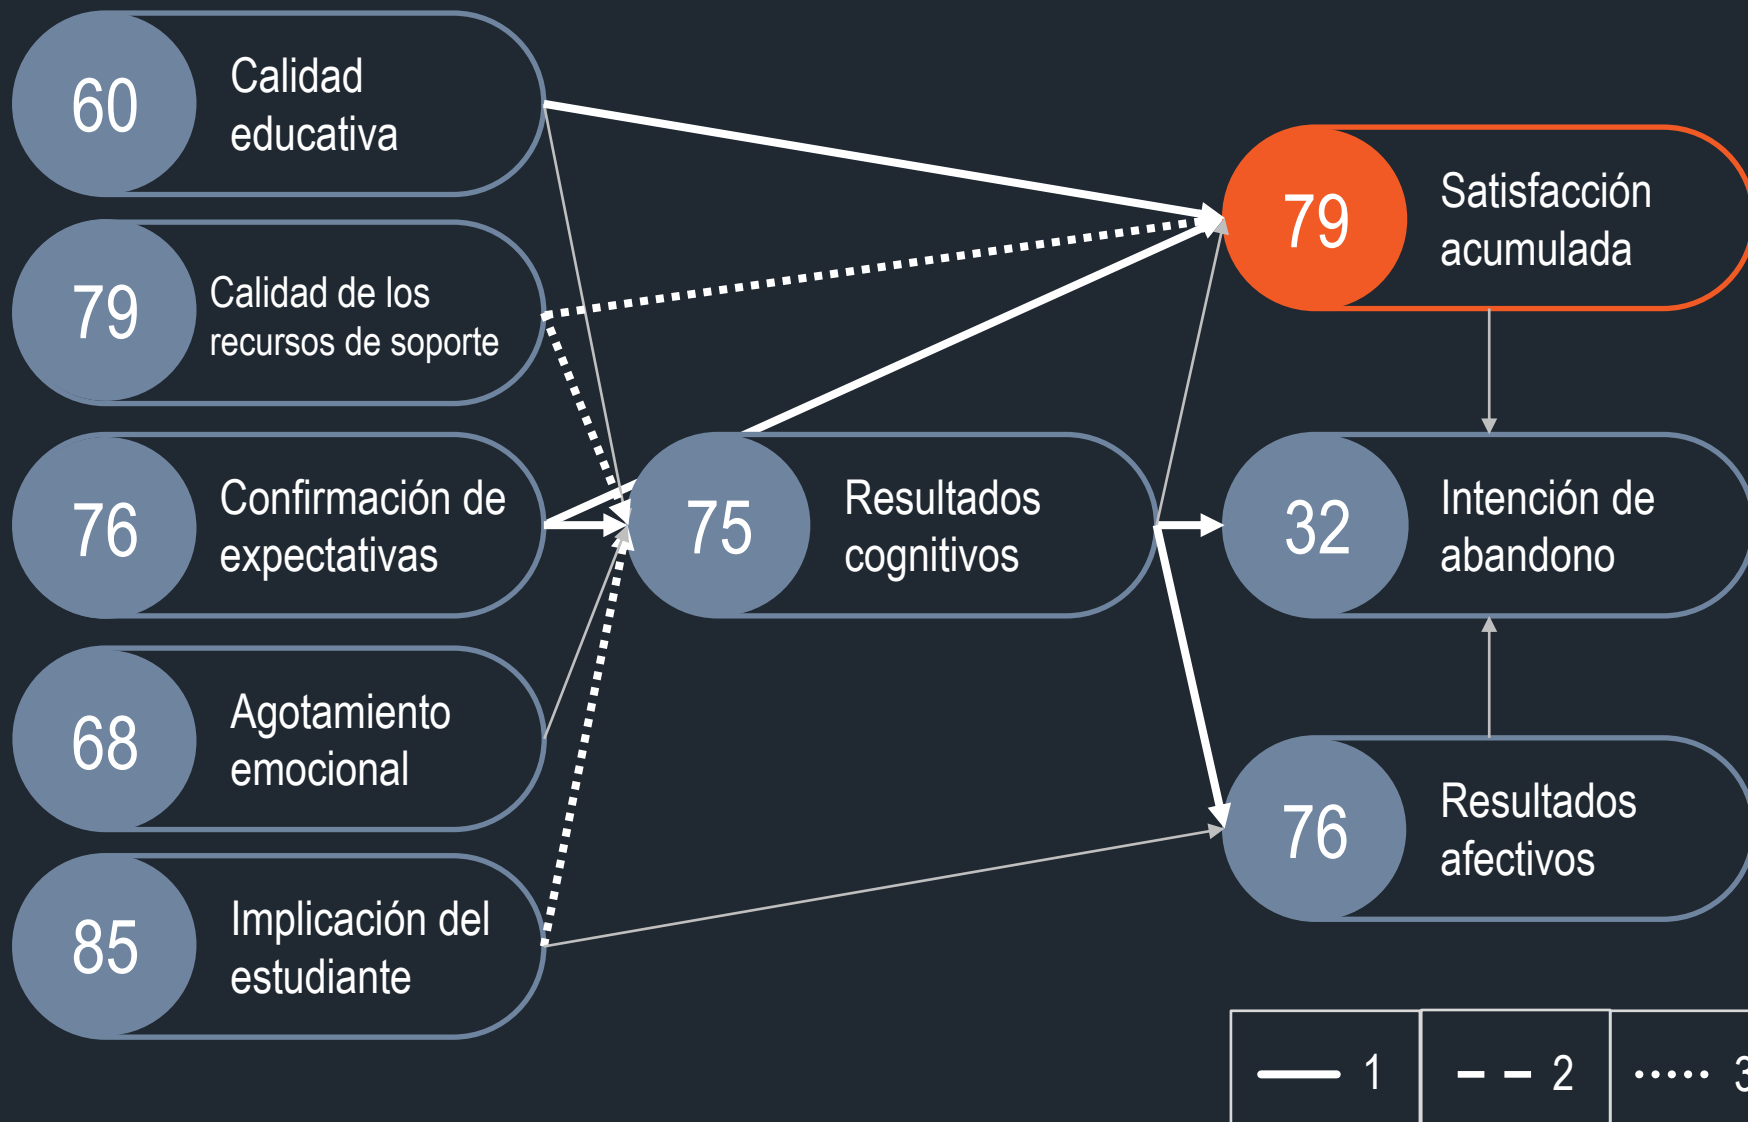 60
Calidad
educativa
79
Calidad de los
recursos de soporte
76
Confirmación de
expectativas
68
Agotamiento
emocional
85
Implicación del
estudiante
75
Resultados
cognitivos
79
Satisfacción
acumulada
32
Intención de
abandono
76
Resultados
afectivos
1
2
3